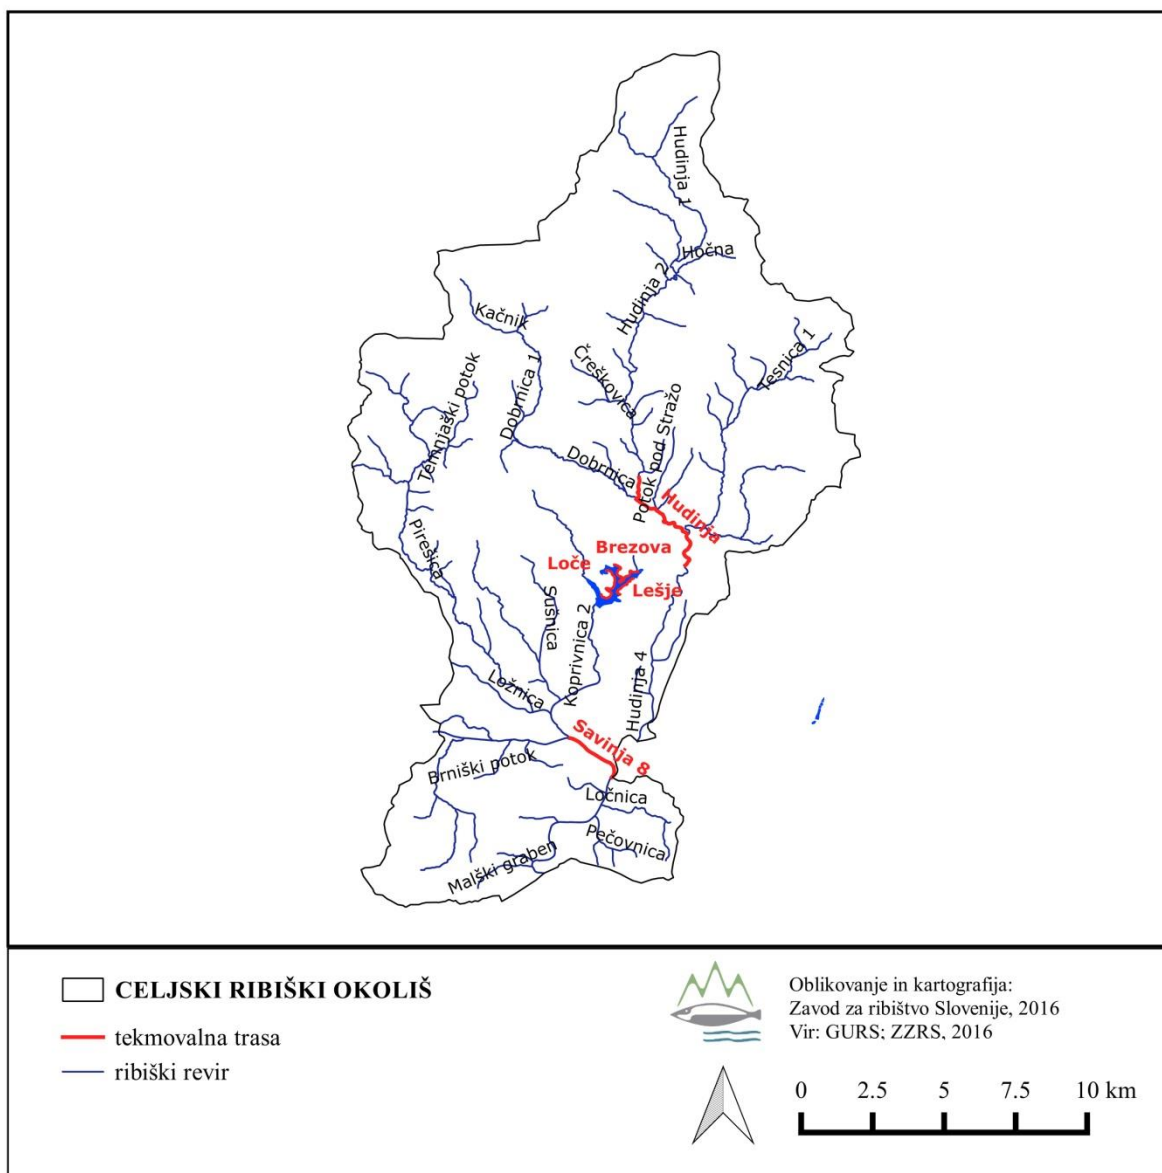 Hudinja 1
Hočna
Hudinja 2
Kačnik
Tesnica 1
Čreškovica
Temnjaški potok
Dobrnica 1
Potok pod Stražo
Dobrnica
Hudinja
Pirešica
Brezova
Loče
Lešje
Sušnica
Koprivnica 2
Hudinja 4
Ložnica
Savinja 8
Brniški potok
Ločnica
Pečovnica
Malški graben
CELJSKI RIBIŠKI OKOLIŠ
tekmovalna trasa
ribiški revir
Oblikovanje in kartografija:
Zavod za ribištvo Slovenije, 2016
Vir: GURS; ZZRS, 2016
0 2.5 5 7.5 10 km